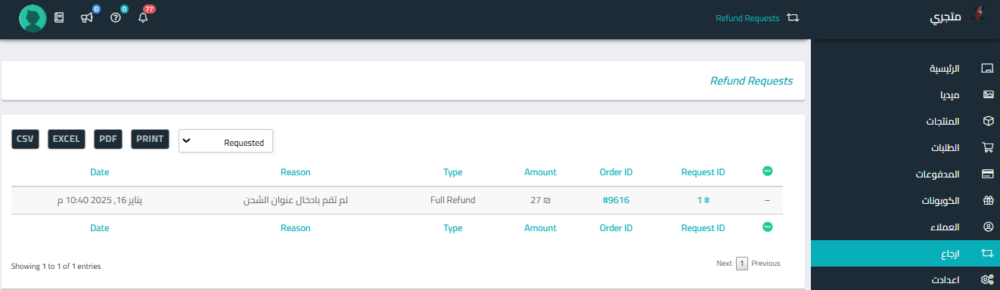 متجري
Refund Requests
77
0
0
الرئيسية
ميديا
المنتجات
الطلبات
المدفوعات
الكوبونات
العملاء
ارجاع
اعدادت
Refund Requests
CSV EXCEL PDF PRINT Requested
Date Reason Type Amount Order ID Request ID
يناير 16, 2025 10:40 م لم تقم بادخال عنوان الشحن Full Refund 27 ₪ #9616 1 # –
Date Reason Type Amount Order ID Request ID
Showing 1 to 1 of 1 entries
Next 1 Previous